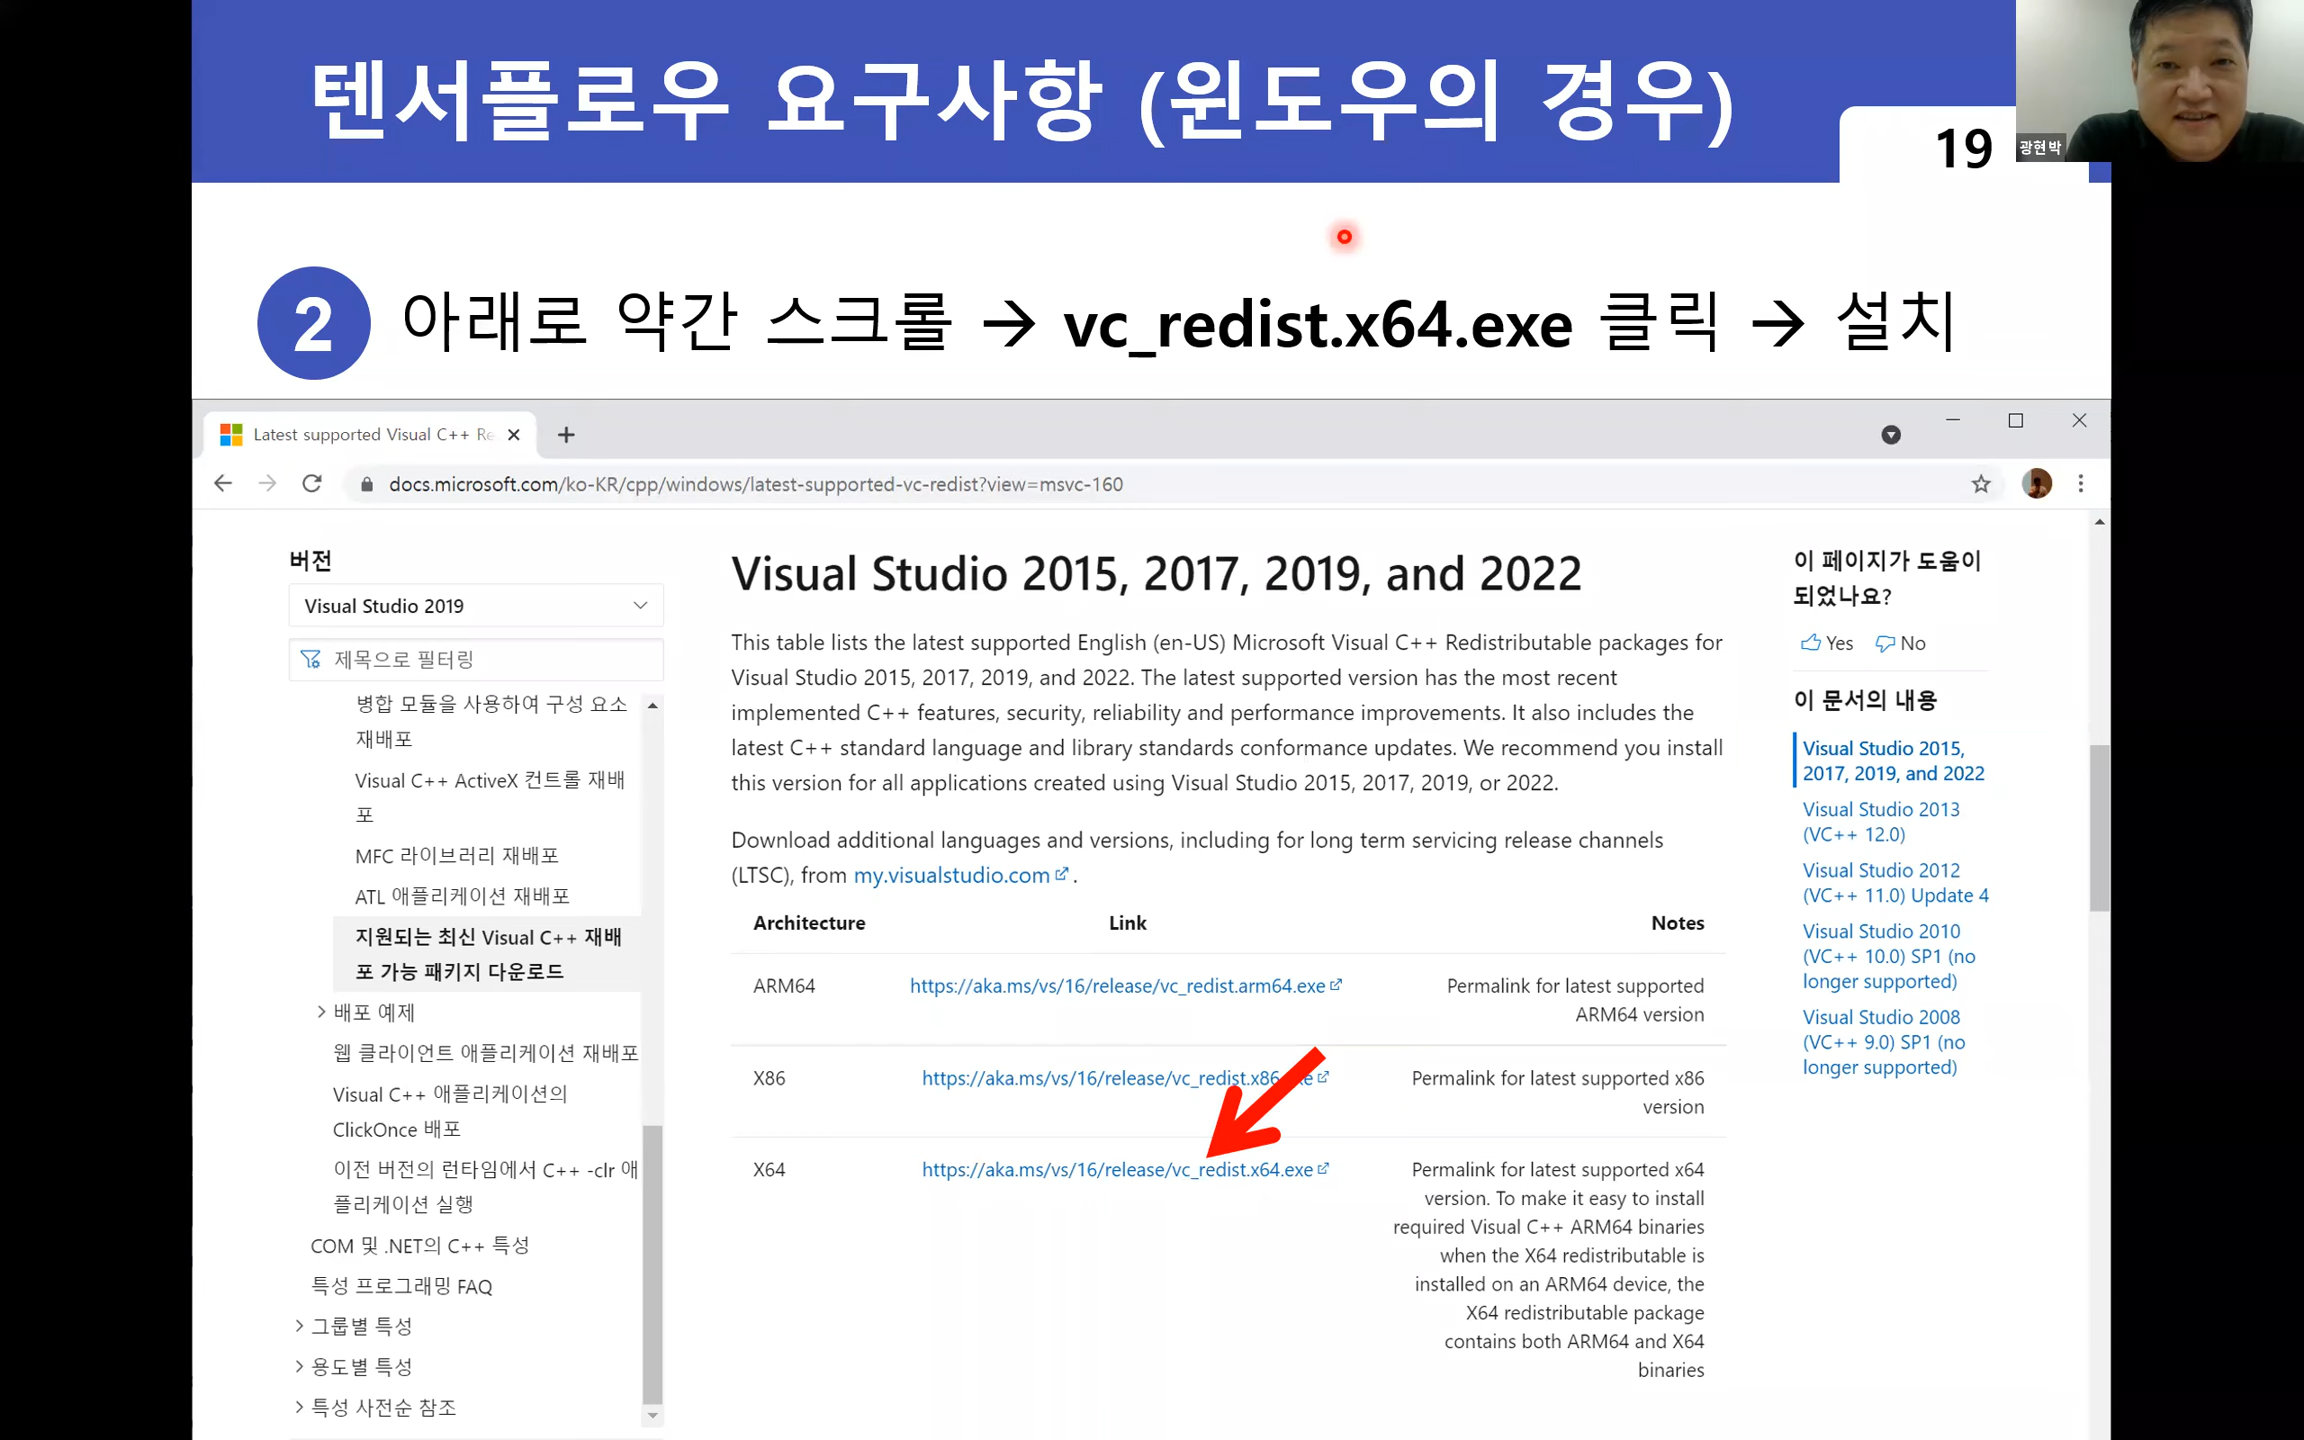 텐서플로우 요구사항 (윈도우의 경우)
19
광현박
2 아래로 약간 스크롤 → vc_redist.x64.exe 클릭 → 설치
Latest supported Visual C++ Re
docs.microsoft.com/ko-KR/cpp/windows/latest-supported-vc-redist?view=msvc-160
버전
Visual Studio 2019
제목으로 필터링
병합 모듈을 사용하여 구성 요소
재배포
Visual C++ ActiveX 컨트롤 재배
포
MFC 라이브러리 재배포
ATL 애플리케이션 재배포
지원되는 최신 Visual C++ 재배
포 가능 패키지 다운로드
배포 예제
웹 클라이언트 애플리케이션 재배포
Visual C++ 애플리케이션의
ClickOnce 배포
이전 버전의 런타임에서 C++ -clr 애
플리케이션 실행
COM 및 .NET의 C++ 특성
특성 프로그래밍 FAQ
그룹별 특성
용도별 특성
특성 사전순 참조
Visual Studio 2015, 2017, 2019, and 2022
This table lists the latest supported English (en-US) Microsoft Visual C++ Redistributable packages for
Visual Studio 2015, 2017, 2019, and 2022. The latest supported version has the most recent
implemented C++ features, security, reliability and performance improvements. It also includes the
latest C++ standard language and library standards conformance updates. We recommend you install
this version for all applications created using Visual Studio 2015, 2017, 2019, or 2022.
Download additional languages and versions, including for long term servicing release channels
(LTSC), from my.visualstudio.com .
Architecture Link Notes
ARM64 https://aka.ms/vs/16/release/vc_redist.arm64.exe Permalink for latest supported
ARM64 version
X86 https://aka.ms/vs/16/release/vc_redist.x86.exe Permalink for latest supported x86
version
X64 https://aka.ms/vs/16/release/vc_redist.x64.exe Permalink for latest supported x64
version. To make it easy to install
required Visual C++ ARM64 binaries
when the X64 redistributable is
installed on an ARM64 device, the
X64 redistributable package
contains both ARM64 and X64
binaries
이 페이지가 도움이
되었나요?
Yes No
이 문서의 내용
Visual Studio 2015,
2017, 2019, and 2022
Visual Studio 2013
(VC++ 12.0)
Visual Studio 2012
(VC++ 11.0) Update 4
Visual Studio 2010
(VC++ 10.0) SP1 (no
longer supported)
Visual Studio 2008
(VC++ 9.0) SP1 (no
longer supported)